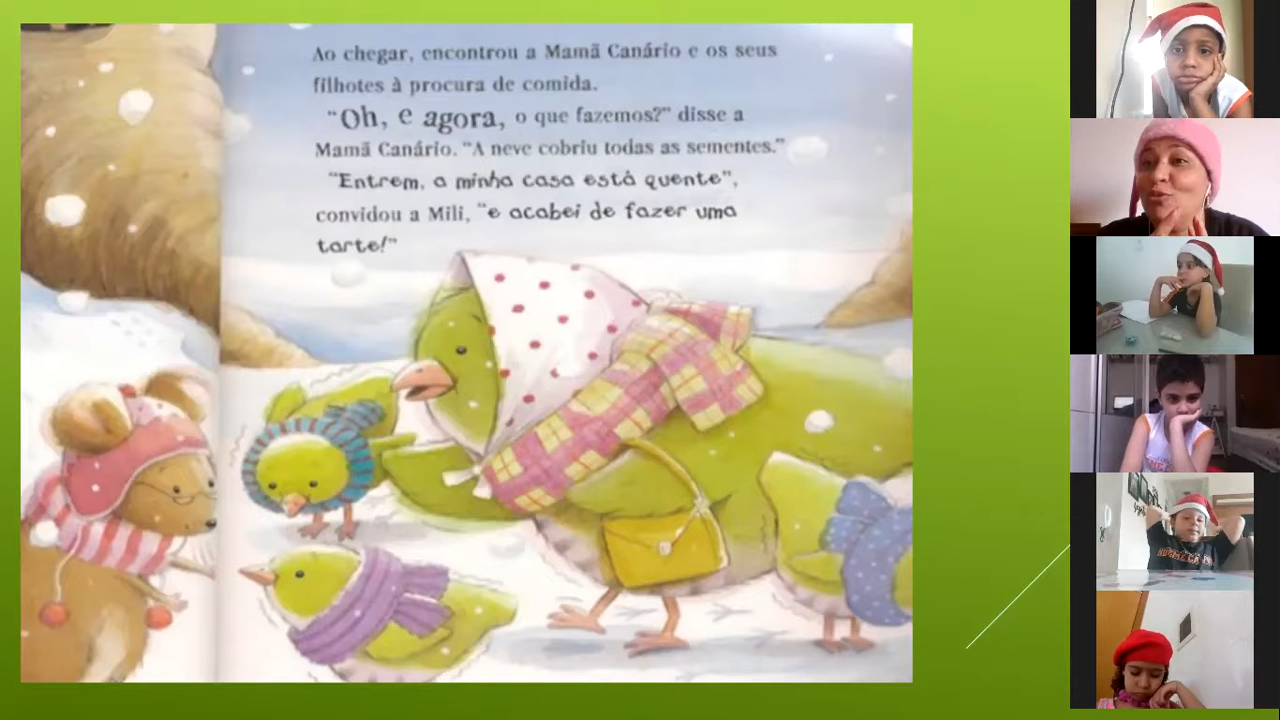 Ao chegar, encontrou a Mamã Canário e os seus
filhotes à procura de comida.
"Oh, e agora, o que fazemos?" disse a
Mamã Canário. "A neve cobriu todas as sementes."
"Entrem, a minha casa está quente",
convidou a Mili, "e acabei de fazer uma
tarte!"